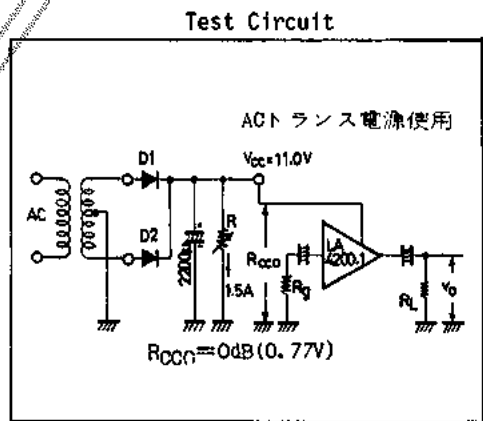 Test Circuit
ACトランス電源使用
D1
Vcc=11.0V
AC
D2
2200μ
R
1.5A
Rcco
Rg
LA
4200.1
RL
vo
Rcco=0dB(0.77V)